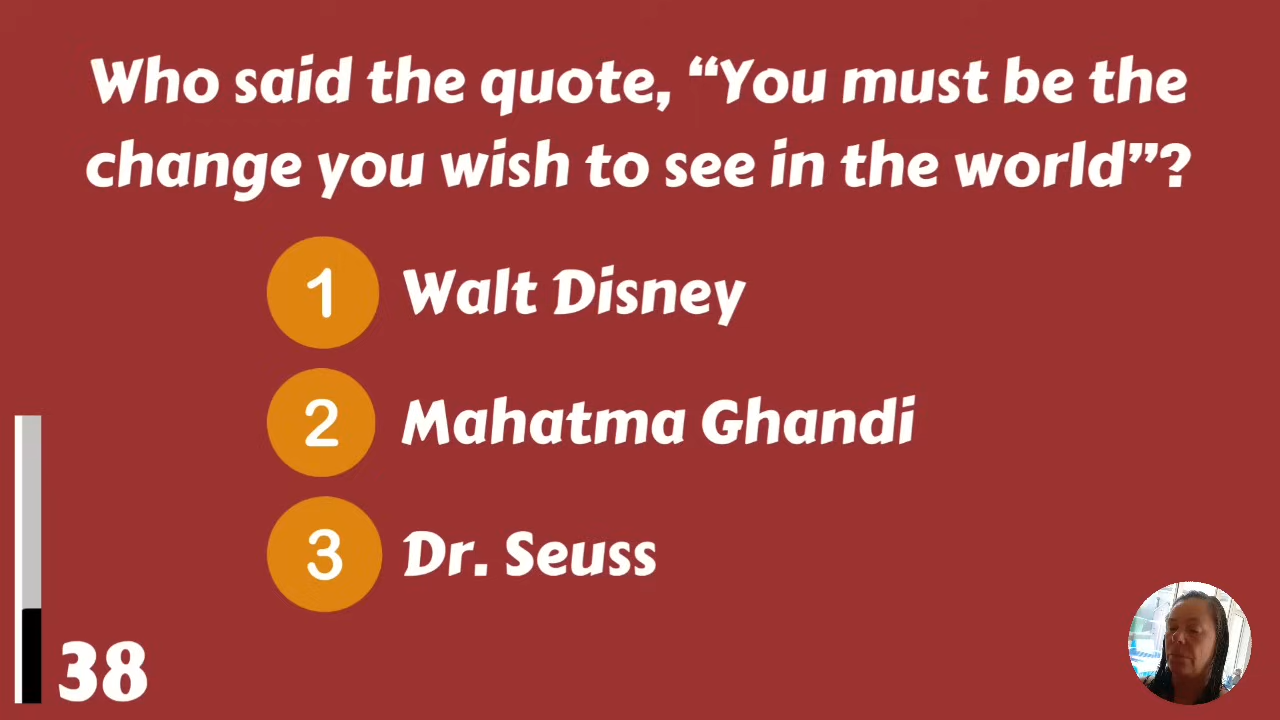 Who said the quote, “You must be the
change you wish to see in the world”?
1 Walt Disney
2 Mahatma Ghandi
3 Dr. Seuss
38